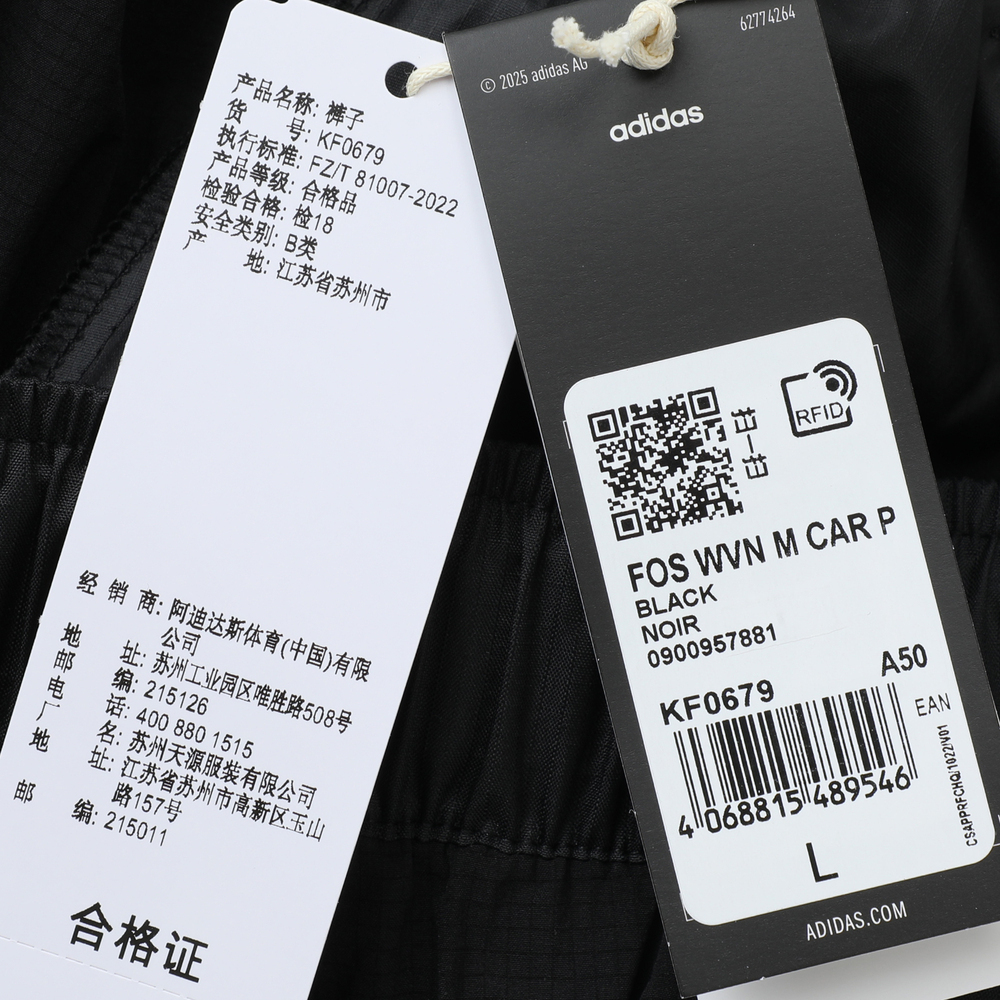 产品名称: 裤子
货 号: KF0679
执行标准: FZ/T 81007-2022
产品等级: 合格品
检验合格: 检18
安全类别: B类
产 地: 江苏省苏州市
经 销 商: 阿迪达斯体育(中国)有限
公司
地 址: 苏州工业园区唯胜路508号
邮 编: 215126
电 话: 400 880 1515
厂 名: 苏州天源服装有限公司
地 址: 江苏省苏州市高新区玉山
路157号
邮 编: 215011
合格证
62774264
© 2025 adidas AG
adidas
RFID
FOS WVN M CAR P
BLACK
NOIR
0900957881
KF0679
A50
EAN
4 068815 489546
L
ADIDAS.COM